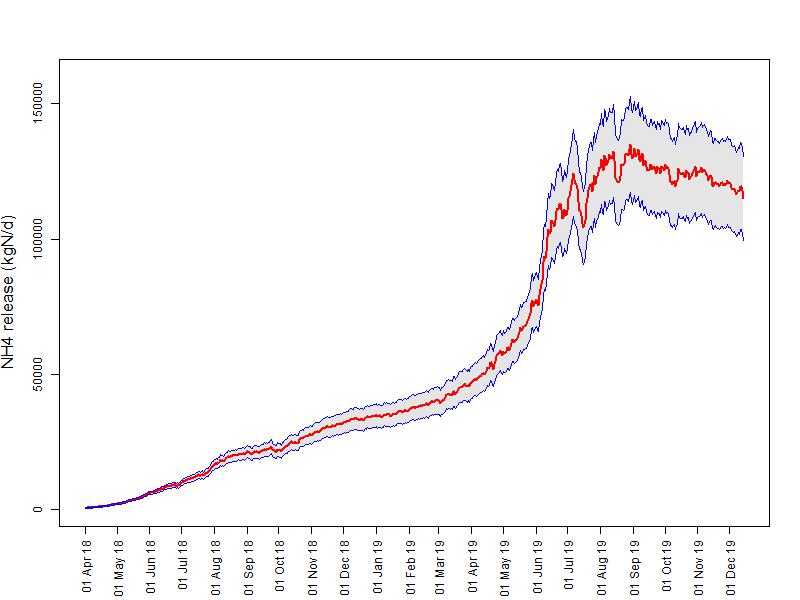 NH4 release (kgN/d)
150000
100000
50000
0
01 Apr 18
01 May 18
01 Jun 18
01 Jul 18
01 Aug 18
01 Sep 18
01 Oct 18
01 Nov 18
01 Dec 18
01 Jan 19
01 Feb 19
01 Mar 19
01 Apr 19
01 May 19
01 Jun 19
01 Jul 19
01 Aug 19
01 Sep 19
01 Oct 19
01 Nov 19
01 Dec 19